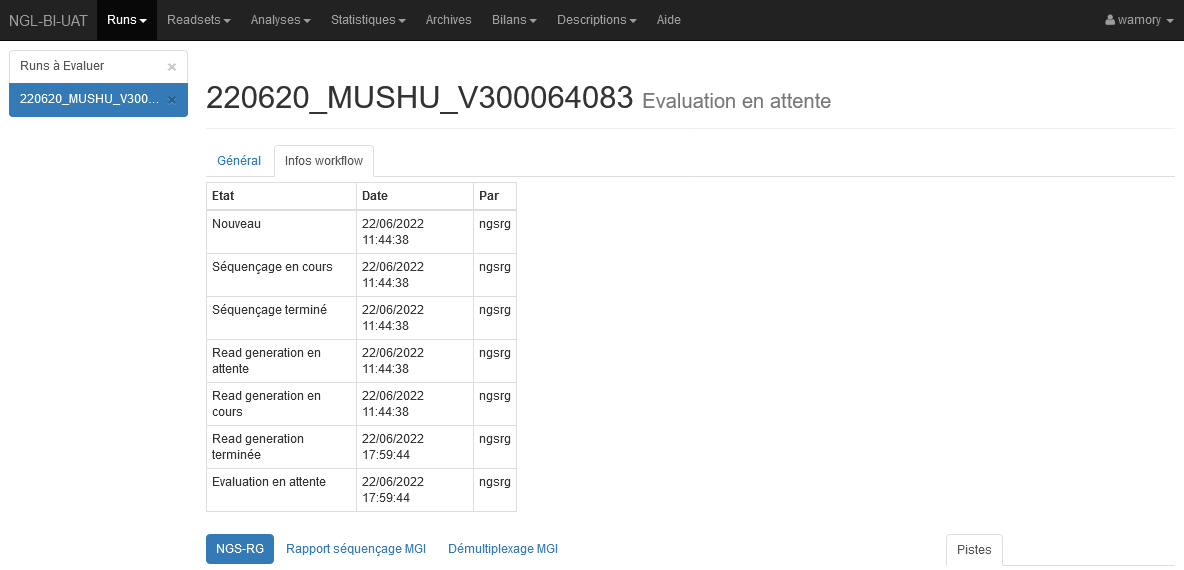 NGL-BI-UAT Runs Readsets Analyses Statistiques Archives Bilans Descriptions Aide wamory
Runs à Evaluer ×
220620_MUSHU_V300... ×
220620_MUSHU_V300064083 Evaluation en attente
Général Infos workflow
Etat Date Par
Nouveau 22/06/2022 ngsrg
11:44:38
Séquençage en cours 22/06/2022 ngsrg
11:44:38
Séquençage terminé 22/06/2022 ngsrg
11:44:38
Read generation en 22/06/2022 ngsrg
attente 11:44:38
Read generation en 22/06/2022 ngsrg
cours 11:44:38
Read generation 22/06/2022 ngsrg
terminée 17:59:44
Evaluation en attente 22/06/2022 ngsrg
17:59:44
NGS-RG Rapport séquençage MGI Démultiplexage MGI Pistes